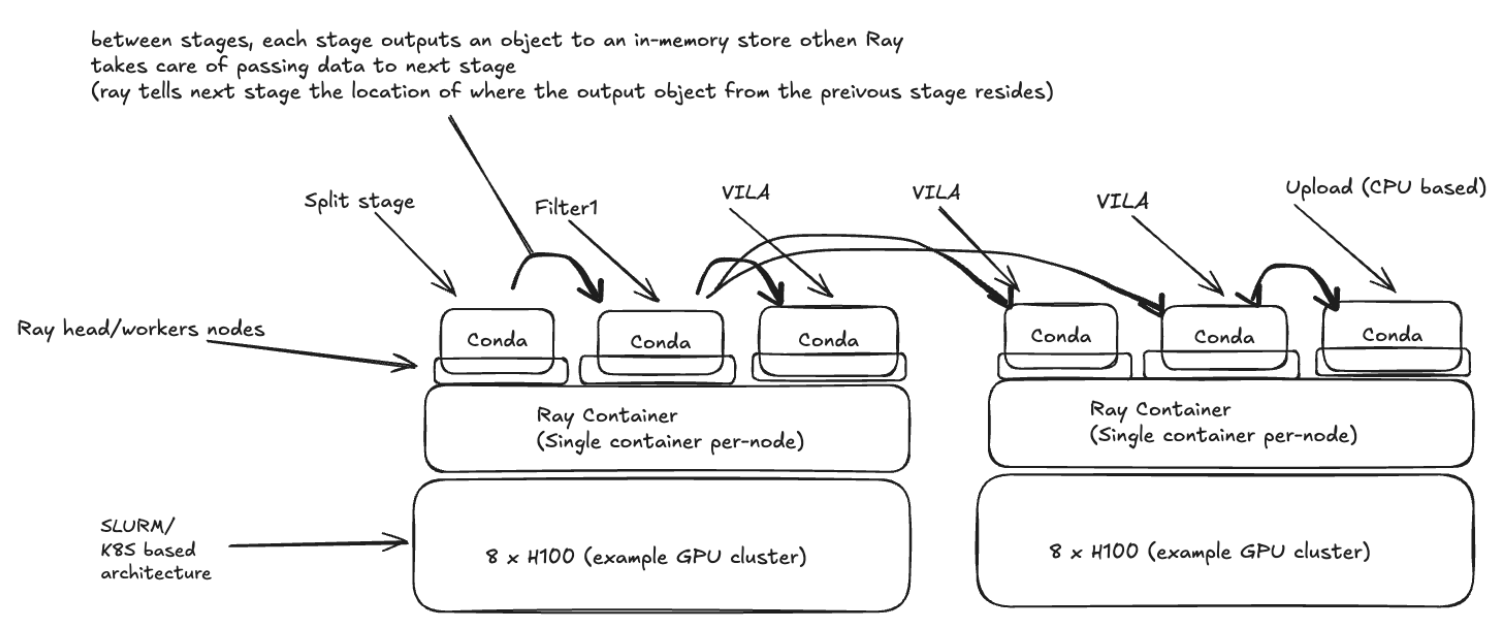 between stages, each stage outputs an object to an in-memory store othen Ray
takes care of passing data to next stage
(ray tells next stage the location of where the output object from the preivous stage resides)
Split stage
Filter1
VILA
VILA
VILA
Upload (CPU based)
Ray head/workers nodes
Conda
Conda
Conda
Conda
Conda
Conda
Ray Container
(Single container per-node)
Ray Container
(Single container per-node)
SLURM/
K8S based
architecture
8 x H100 (example GPU cluster)
8 x H100 (example GPU cluster)